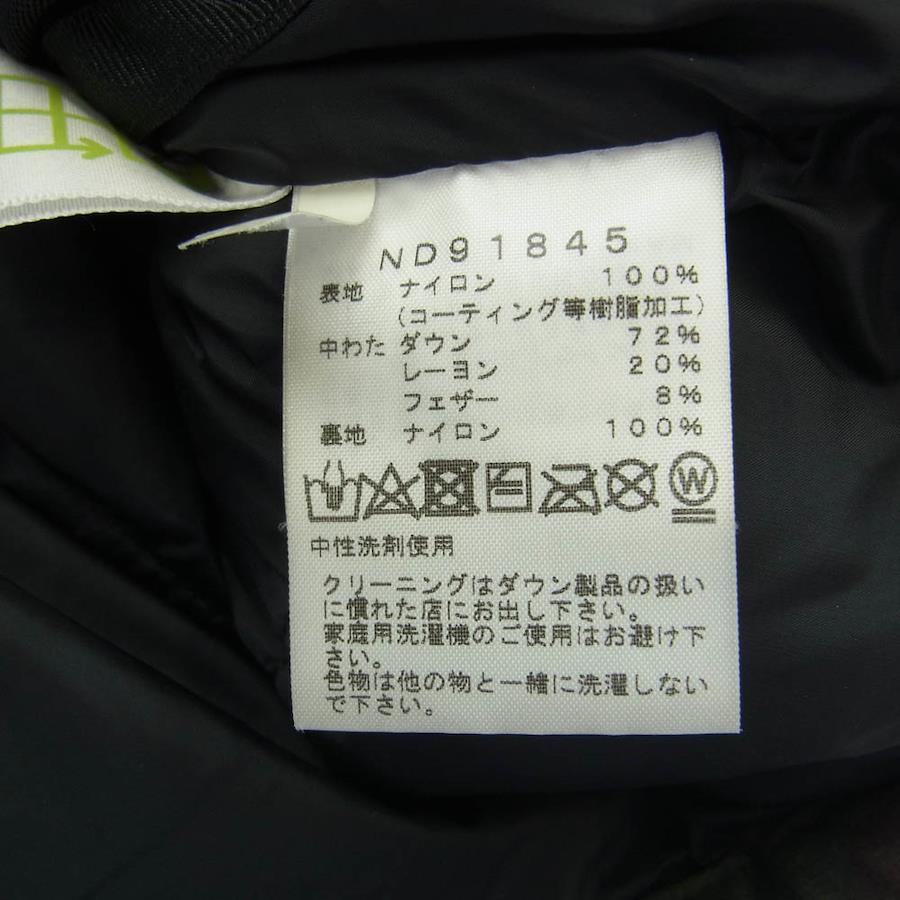 ND91845
表地 ナイロン 100%
(コーティング等樹脂加工)
中わた ダウン 72%
レーヨン 20%
フェザー 8%
裏地 ナイロン 100%
W
中性洗剤使用
クリーニングはダウン製品の扱い
に慣れた店にお出し下さい。
家庭用洗濯機のご使用はお避け下
さい。
色物は他の物と一緒に洗濯しない
で下さい。